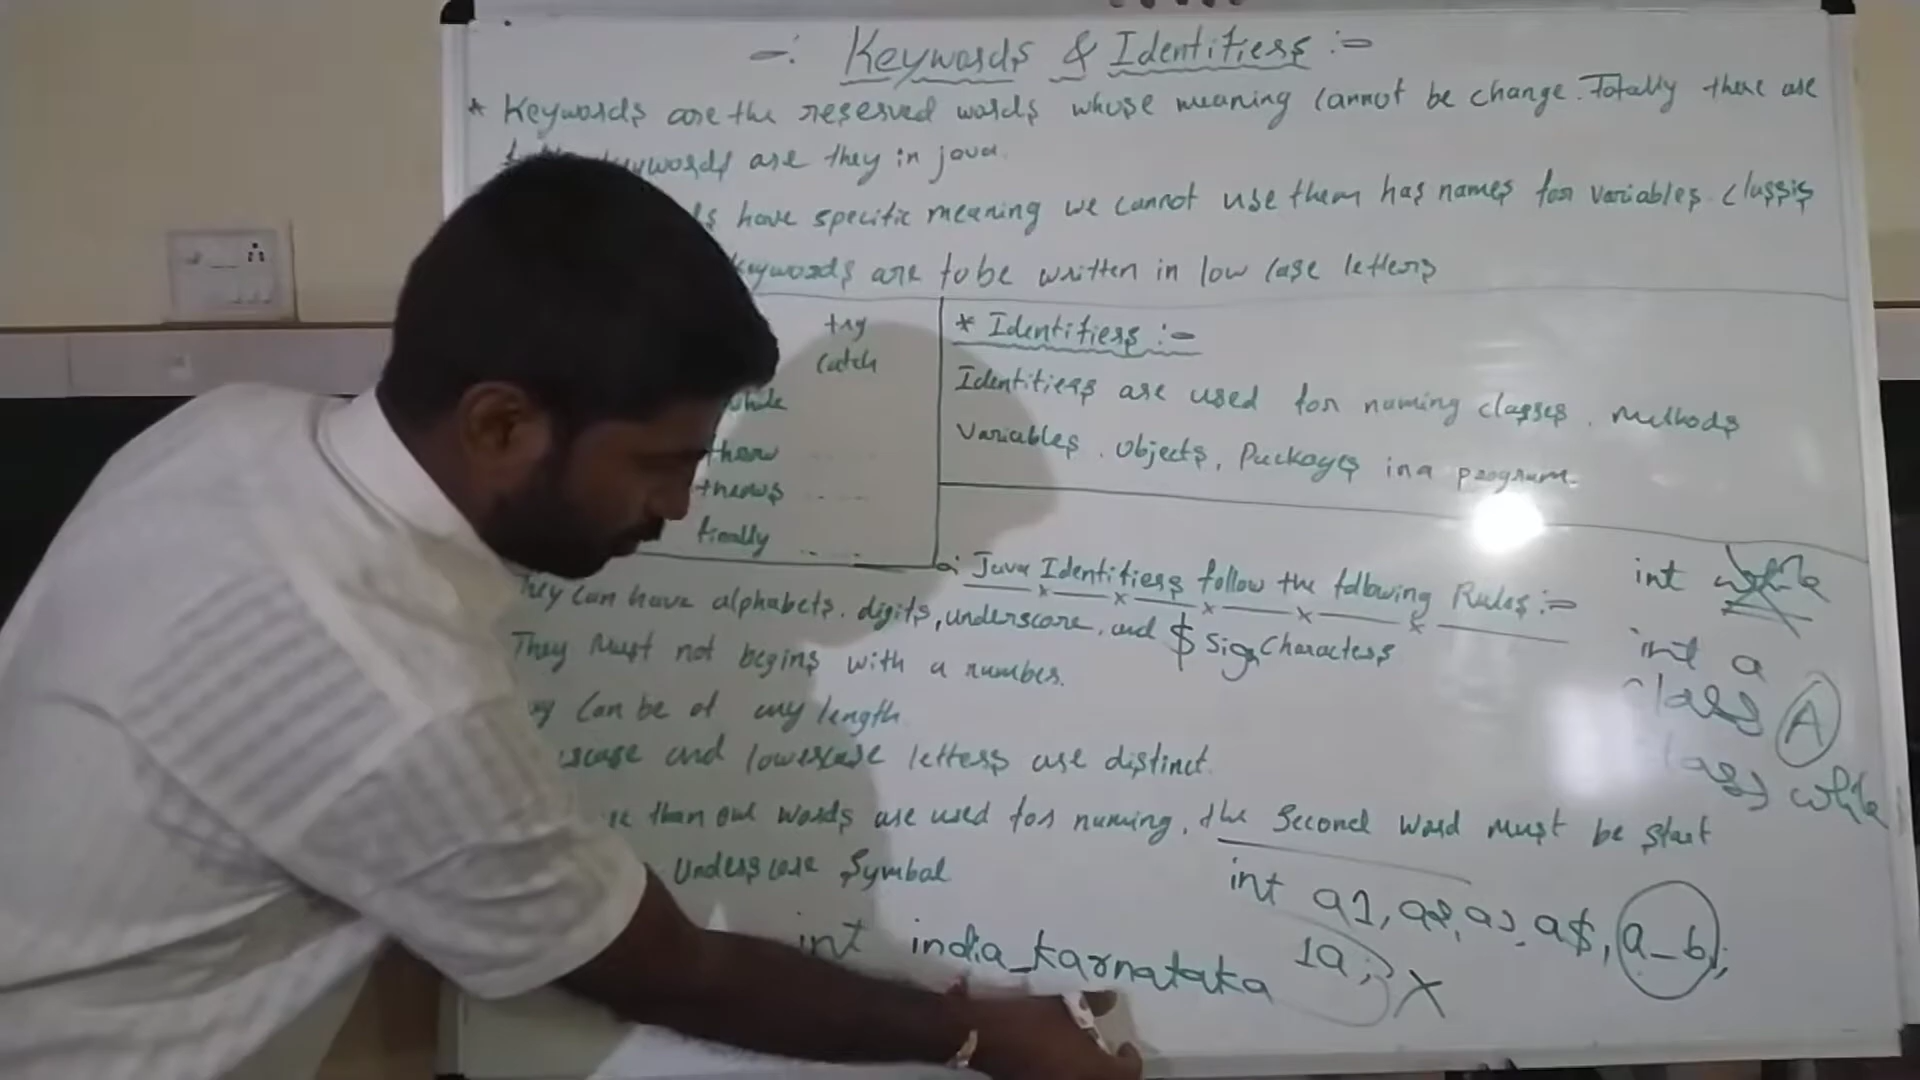 -: Keywords & Identifiers :-
* Keywords are the reserved words whose meaning cannot be change. Totally there are
keywords are they in java.
have specific meaning we cannot use them has names for variables. classis
keywords are to be written in low case letters
try
catch
while
throw
throws
finally
* Identifiers :-
Identifiers are used for naming classes. Methods
Variables. Objects, Packages in a program.
Java Identifiers follow the following Rules :-
They can have alphabets. digits, underscore. and $ Sign Characters
They Must not begins with a number.
Can be of any length
and lowercase letters are distinct.
than one words are used for naming. the Second Word must be start
Underscore Symbol
int while
int a
class A
class while
int a1, a2, a$, a_b,;
1a; X
int india_karnataka